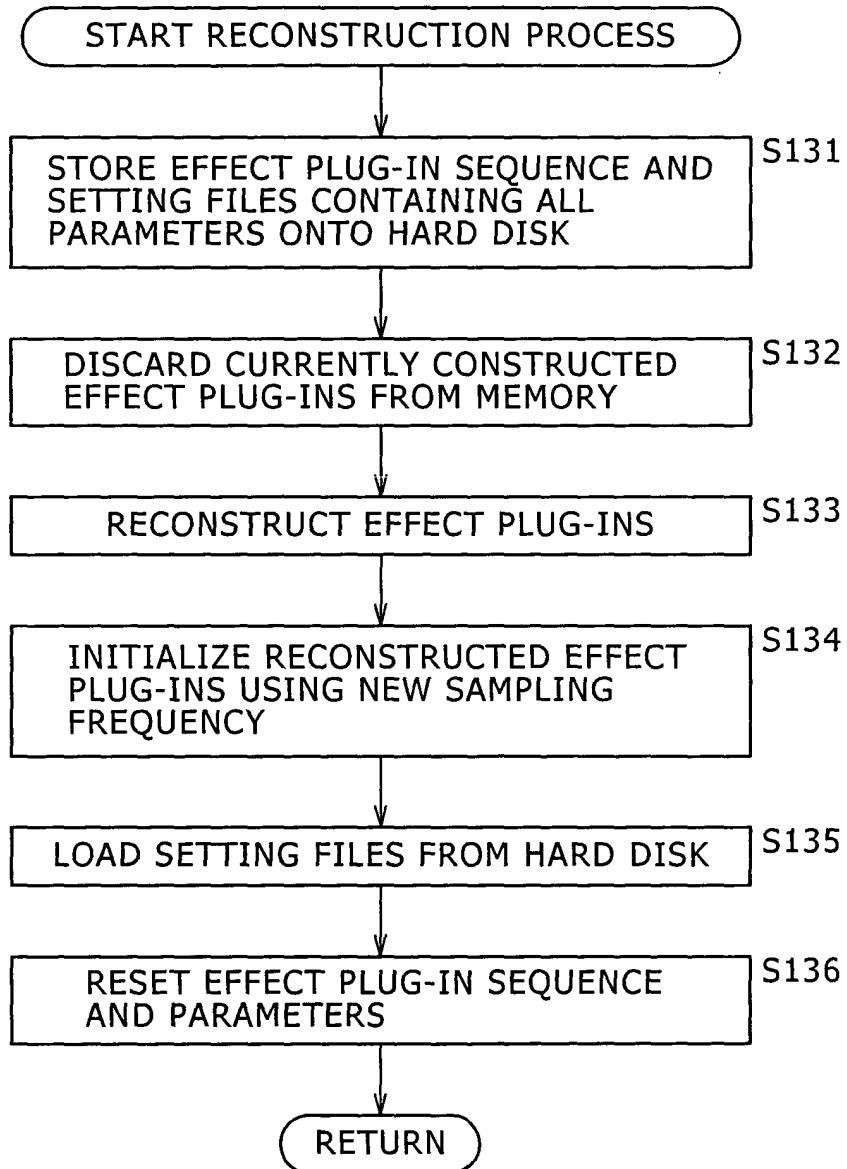 START RECONSTRUCTION PROCESS
S131
STORE EFFECT PLUG-IN SEQUENCE AND
SETTING FILES CONTAINING ALL
PARAMETERS ONTO HARD DISK
S132
DISCARD CURRENTLY CONSTRUCTED
EFFECT PLUG-INS FROM MEMORY
S133
RECONSTRUCT EFFECT PLUG-INS
S134
INITIALIZE RECONSTRUCTED EFFECT
PLUG-INS USING NEW SAMPLING
FREQUENCY
S135
LOAD SETTING FILES FROM HARD DISK
S136
RESET EFFECT PLUG-IN SEQUENCE
AND PARAMETERS
RETURN